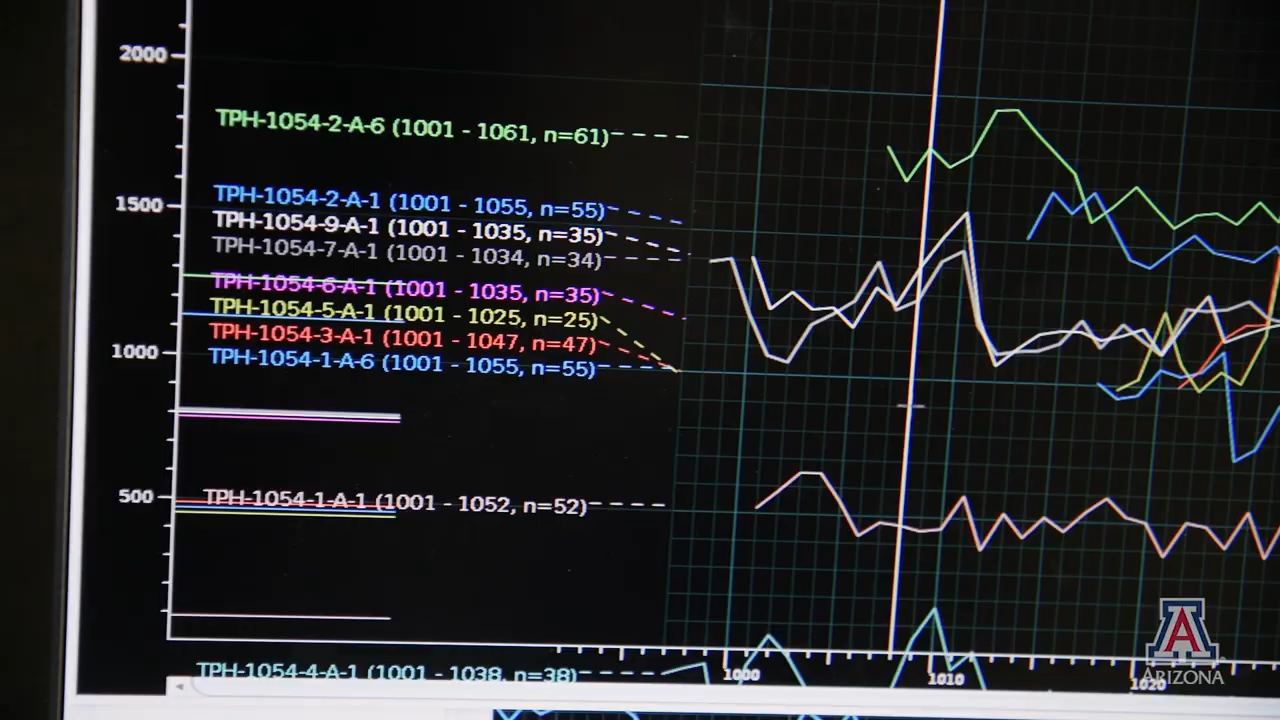 2000
TPH-1054-2-A-6 (1001 - 1061, n=61)
1500
TPH-1054-2-A-1 (1001 - 1055, n=55)
TPH-1054-9-A-1 (1001 - 1035, n=35)
TPH-1054-7-A-1 (1001 - 1034, n=34)
TPH-1054-6-A-1 (1001 - 1035, n=35)
TPH-1054-5-A-1 (1001 - 1025, n=25)
TPH-1054-3-A-1 (1001 - 1047, n=47)
1000
TPH-1054-1-A-6 (1001 - 1055, n=55)
500
TPH-1054-1-A-1 (1001 - 1052, n=52)
TPH-1054-4-A-1 (1001 - 1038, n=38)
1000
1010
1020
A
ARIZONA